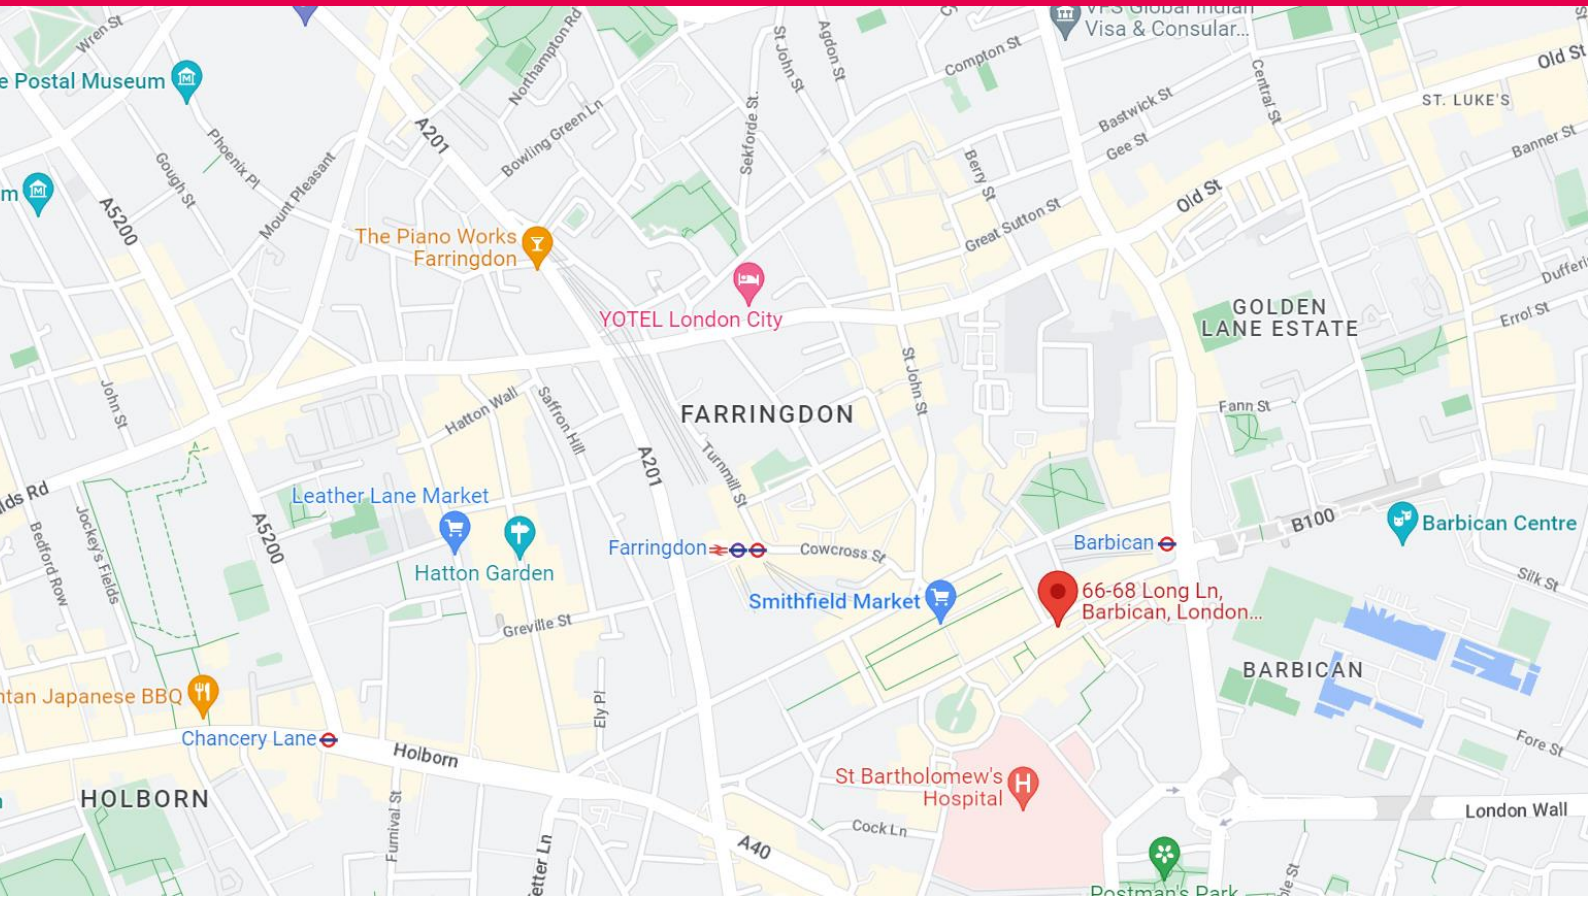 Wren St
e Postal Museum
Phoenix Pl
Gough St
Mount Pleasant
A5200
m
A201
Northampton Rd
Bowling Green Ln
St John St
Agdon St
Sekforde St.
Compton St
VFS Global Indian
Visa & Consular...
Bastwick St
Gee St
Central St
Old St
ST. LUKE'S
Banner St
Berry St
Great Sutton St
Old St
The Piano Works
Farringdon
YOTEL London City
GOLDEN
LANE ESTATE
Errol St
John St
Hatton Wall
Saffron Hill
A201
FARRINGDON
St John St
Turnmill St
Fann St
lds Rd
Jockey's Fields
Bedford Row
A5200
Leather Lane Market
Hatton Garden
Farringdon
Cowcross St
Barbican
B100
Barbican Centre
Silk St
Smithfield Market
66-68 Long Ln,
Barbican, London...
Greville St
Ely Pl
BARBICAN
ntan Japanese BBQ
Chancery Lane
Holborn
HOLBORN
Furnival St
etter Ln
A40
St Bartholomew's
Hospital
Cock Ln
Fore St
London Wall
Postman's Park